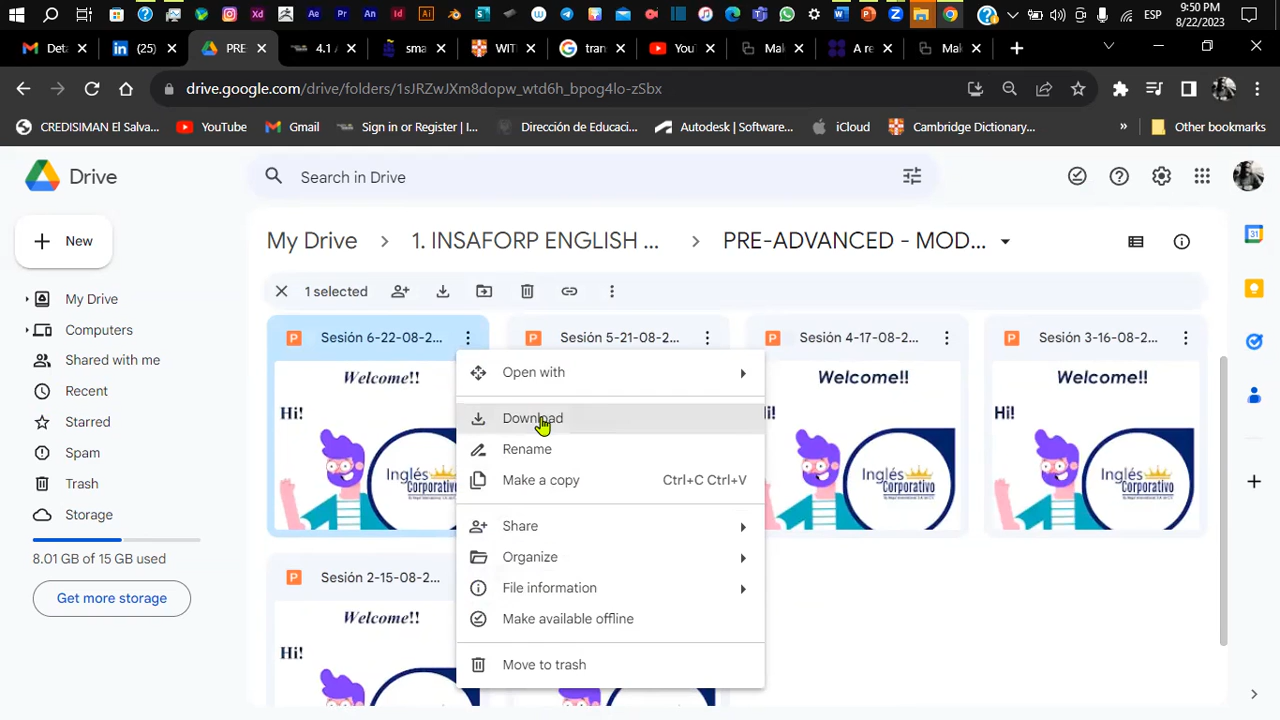 9:50 PM
ESP
8/22/2023
Deta
(25)
PRE
4.1 /
sma
WIT
tran
You
Mak
A re
Mak
drive.google.com/drive/folders/1sJRZwJXm8dopw_wtd6h_bpog4lo-zSbx
CREDISIMAN El Salva...
YouTube
Gmail
Sign in or Register | I...
Dirección de Educaci...
Autodesk | Software...
iCloud
Cambridge Dictionary...
Other bookmarks
Drive
Search in Drive
New
My Drive
1. INSAFORP ENGLISH ...
PRE-ADVANCED - MOD...
1 selected
My Drive
Computers
Shared with me
Recent
Starred
Spam
Trash
Storage
8.01 GB of 15 GB used
Get more storage
Sesión 6-22-08-2...
Sesión 5-21-08-2...
Sesión 4-17-08-2...
Sesión 3-16-08-2...
Welcome!!
Hi!
Inglés
Corporativo
Welcome!!
Inglés
Corporativo
Welcome!!
Hi!
Inglés
Corporativo
Sesión 2-15-08-2...
Welcome!!
Hi!
Open with
Download
Rename
Make a copy Ctrl+C Ctrl+V
Share
Organize
File information
Make available offline
Move to trash